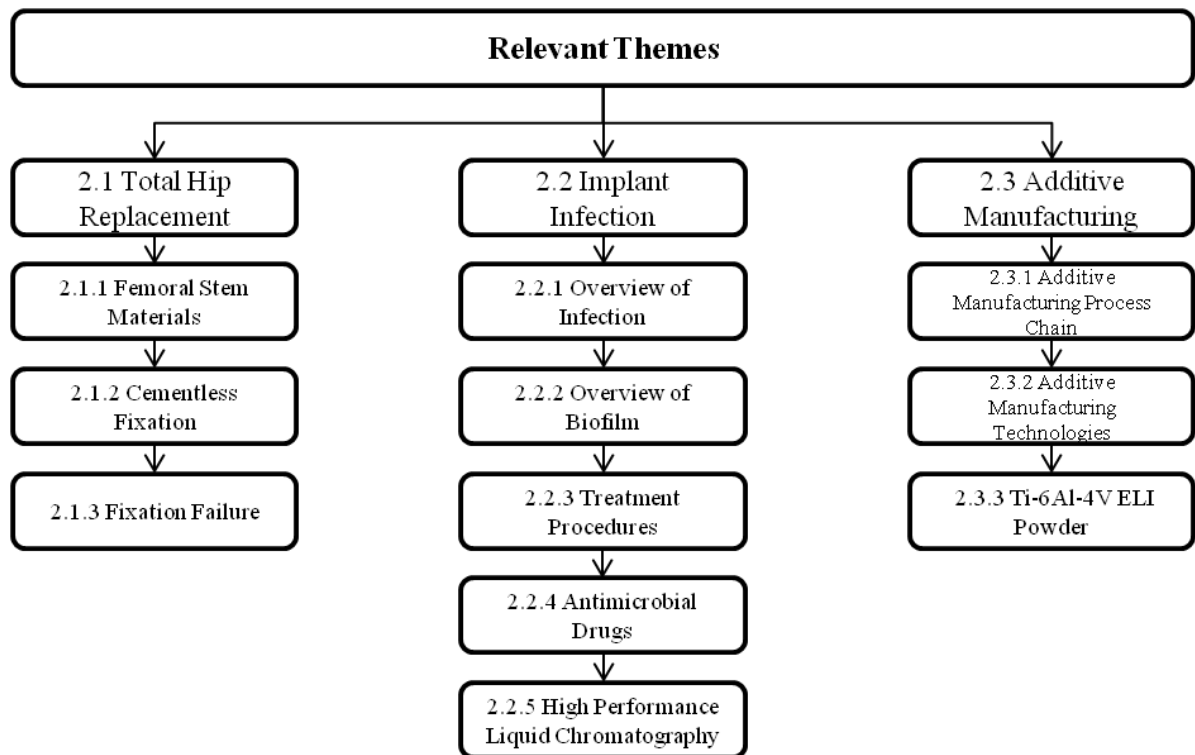 Relevant Themes
2.1 Total Hip
Replacement
2.1.1 Femoral Stem
Materials
2.1.2 Cementless
Fixation
2.1.3 Fixation Failure
2.2 Implant
Infection
2.2.1 Overview of
Infection
2.2.2 Overview of
Biofilm
2.2.3 Treatment
Procedures
2.2.4 Antimicrobial
Drugs
2.2.5 High Performance
Liquid Chromatography
2.3 Additive
Manufacturing
2.3.1 Additive
Manufacturing Process
Chain
2.3.2 Additive
Manufacturing
Technologies
2.3.3 Ti-6Al-4V ELI
Powder